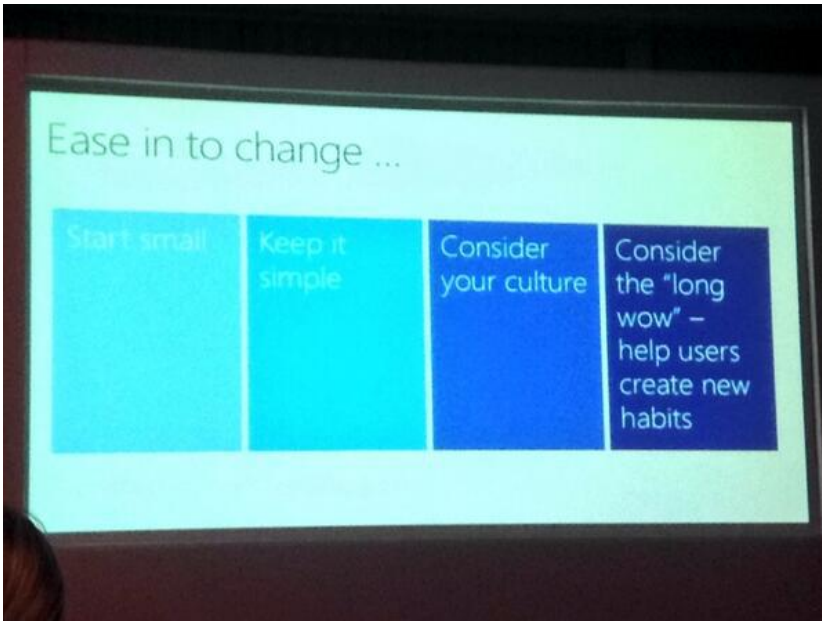 Ease in to change ...
Start small
Keep it
simple
Consider
your culture
Consider
the "long
wow" –
help users
create new
habits